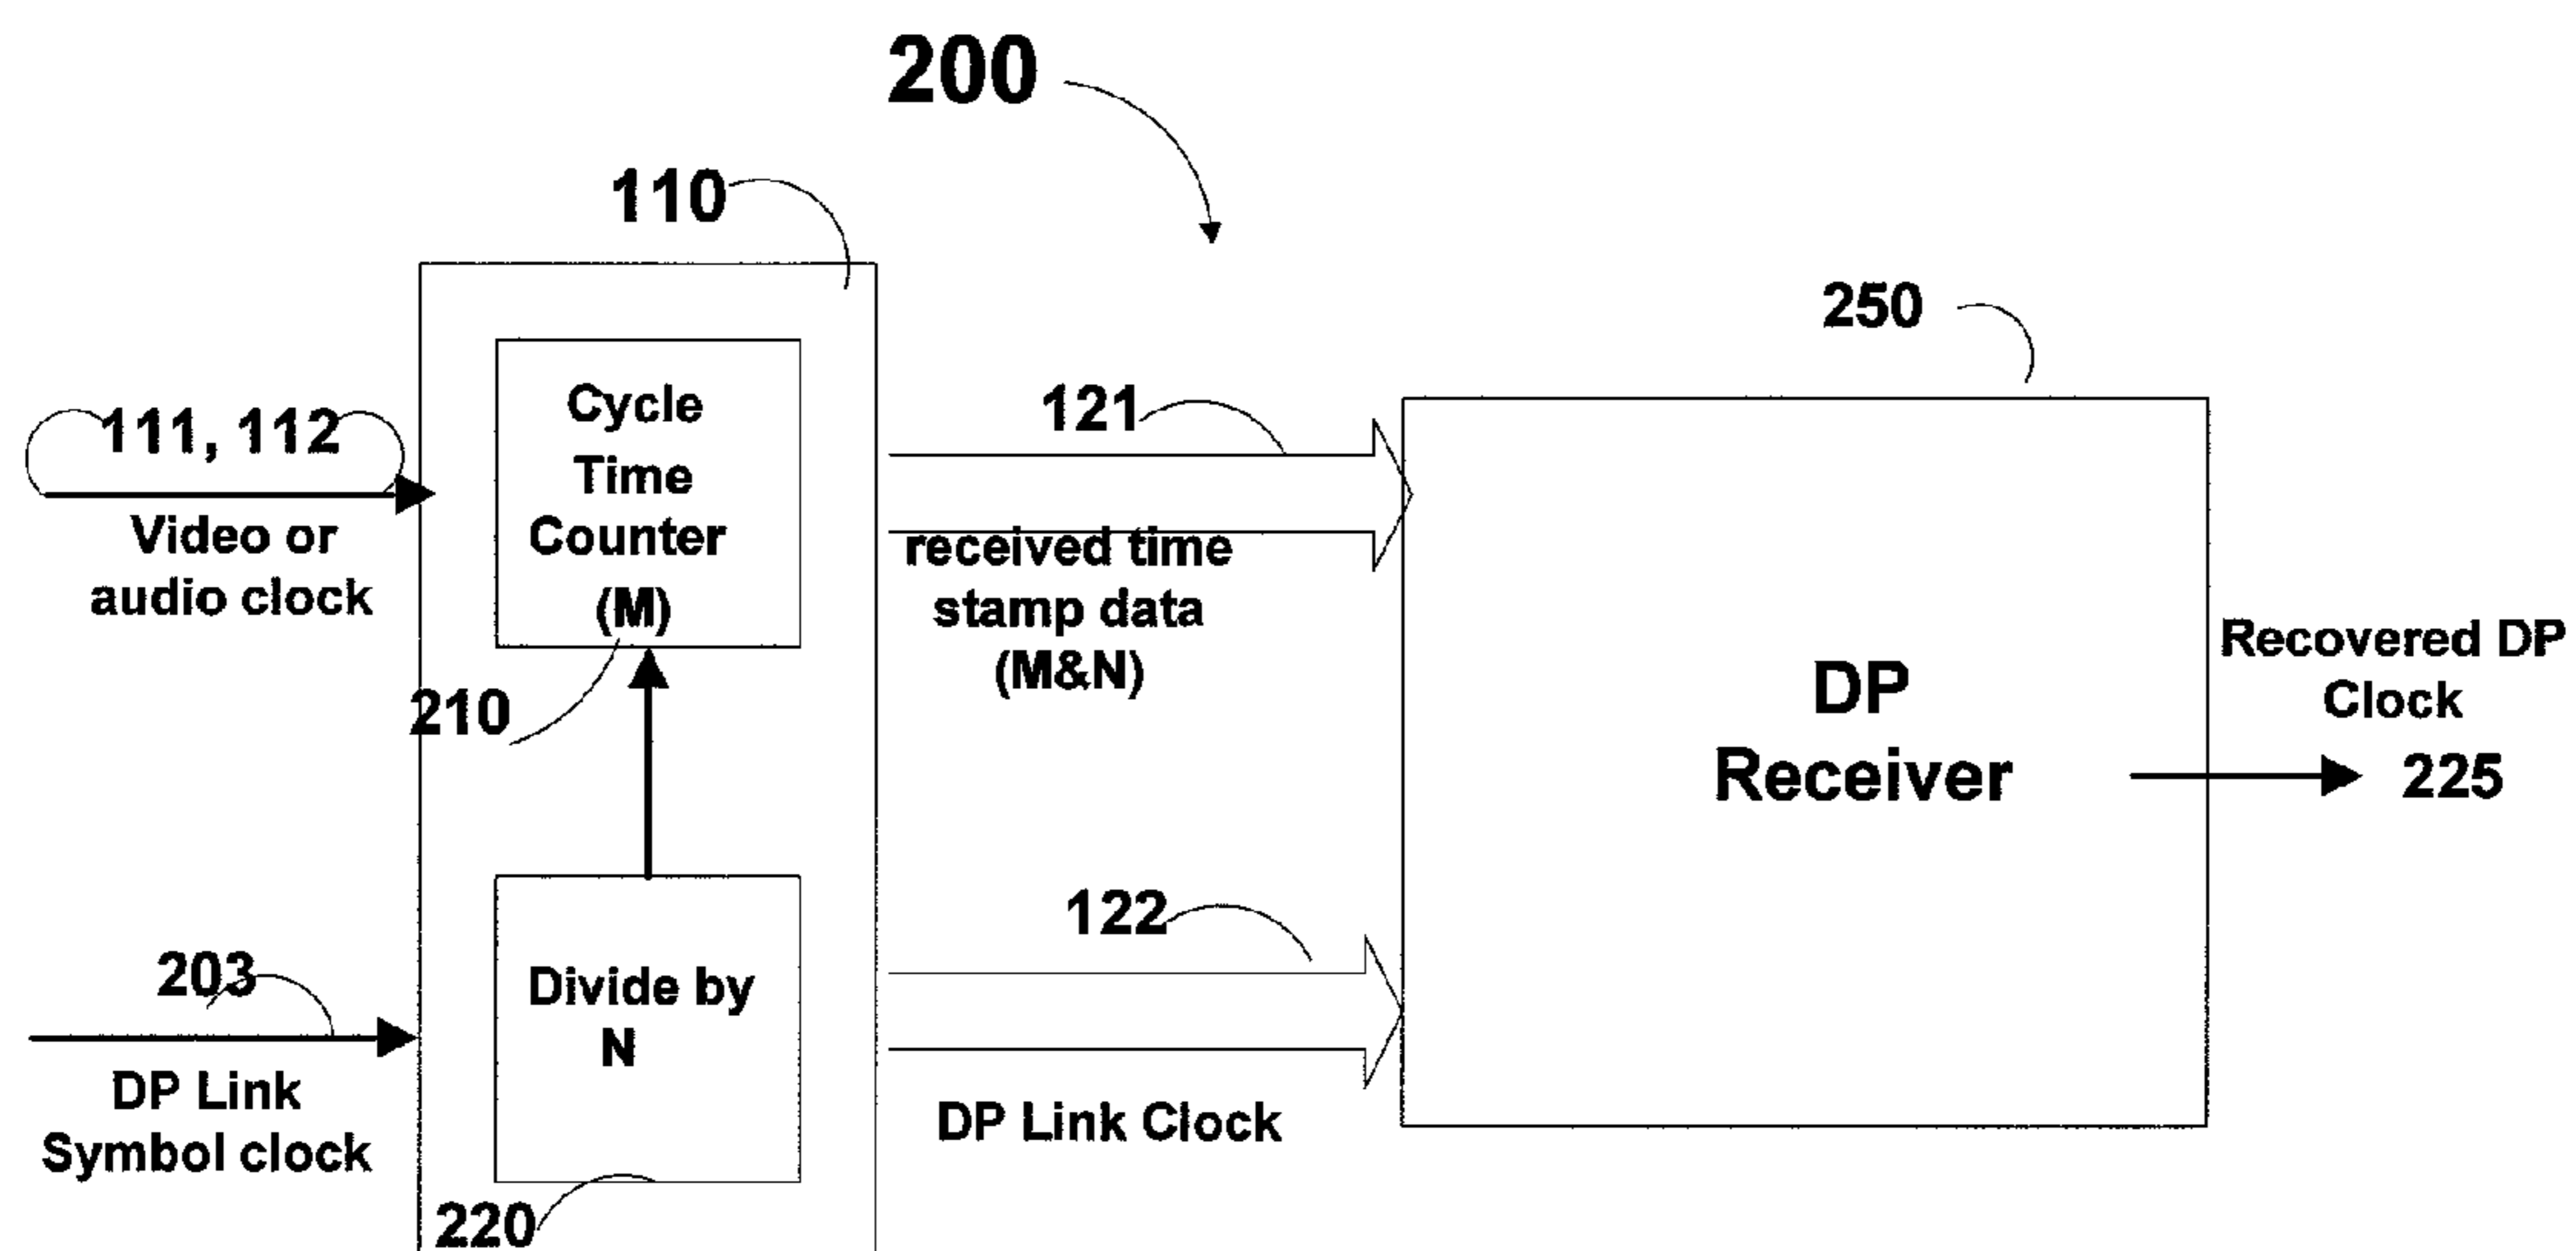 200
110
250
111, 112
Video or
audio clock
Cycle
Time
Counter
(M)
210
121
received time
stamp data
(M&N)
DP
Receiver
Recovered DP
Clock
225
203
DP Link
Symbol clock
Divide by
N
220
122
DP Link Clock